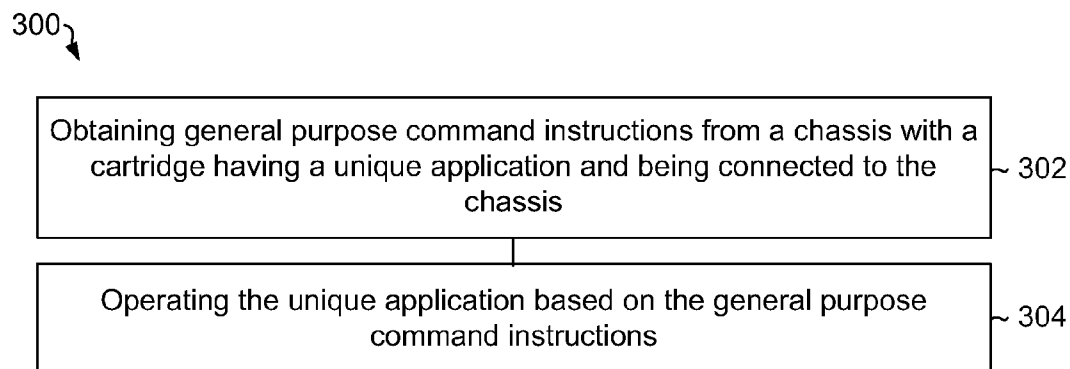 300
Obtaining general purpose command instructions from a chassis with a
cartridge having a unique application and being connected to the
chassis
302
Operating the unique application based on the general purpose
command instructions
304